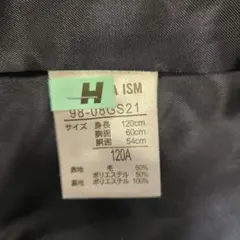 H
ISM
98-08GS21
サイズ 身長 120cm
胸囲 60cm
胴囲 54cm
120A
表地 毛 50%
ポリエステル 50%
裏地 ポリエステル 100%